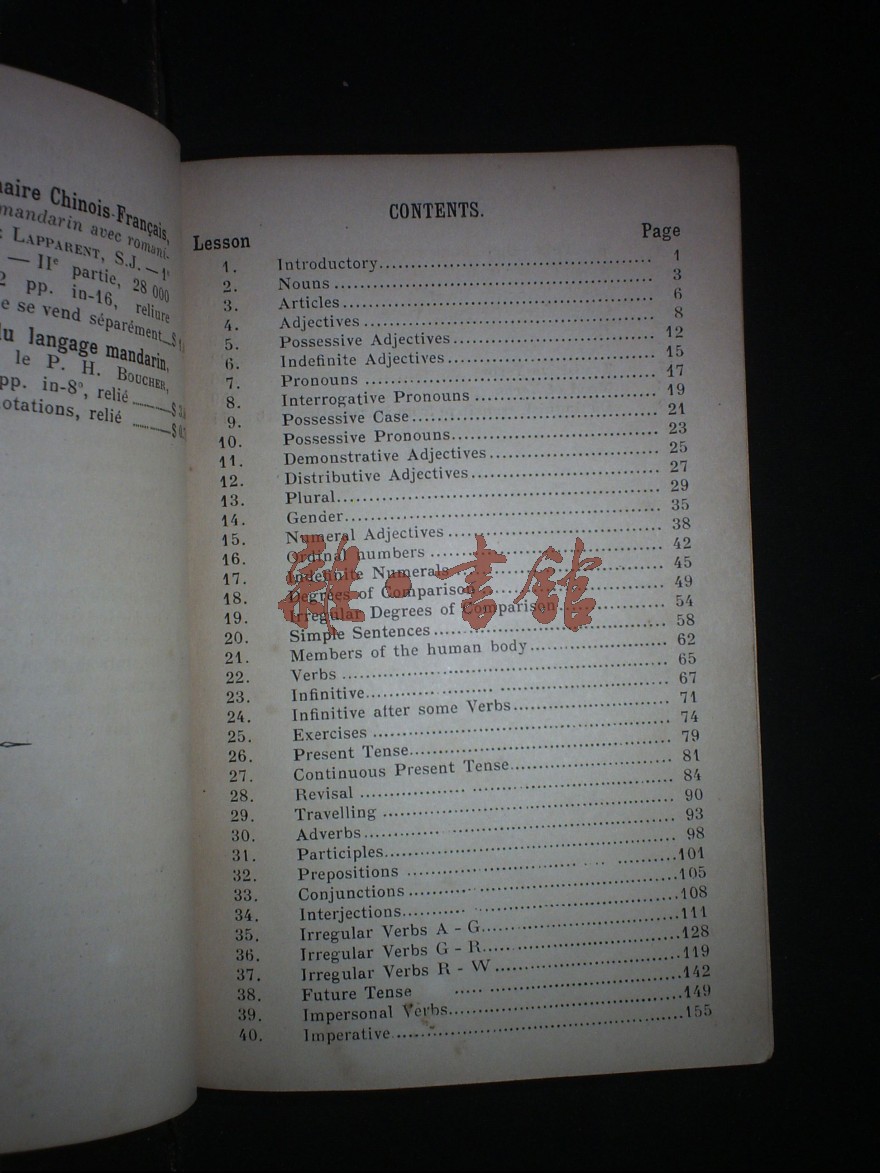 aire Chinois-Français,
mandarin avec romani-
LAPPARENT, S.J. — 1e
— IIe partie, 28 000
2 pp. in-16, reliure
e se vend séparément
u langage mandarin,
le P. H. BOUCHER,
pp. in-8°, relié
otations, relié
CONTENTS.
Lesson Page
1. Introductory 1
2. Nouns 3
3. Articles 6
4. Adjectives 8
5. Possessive Adjectives 12
6. Indefinite Adjectives 15
7. Pronouns 17
8. Interrogative Pronouns 19
9. Possessive Case 21
10. Possessive Pronouns 23
11. Demonstrative Adjectives 25
12. Distributive Adjectives 27
13. Plural 29
14. Gender 35
15. Numeral Adjectives 38
16. Ordinal numbers 42
17. Indefinite Numerals 45
18. Degrees of Comparison 49
19. Irregular Degrees of Comparison 54
20. Simple Sentences 58
21. Members of the human body 62
22. Verbs 65
23. Infinitive 67
24. Infinitive after some Verbs 71
25. Exercises 74
26. Present Tense 79
27. Continuous Present Tense 81
28. Revisal 84
29. Travelling 90
30. Adverbs 93
31. Participles 98
32. Prepositions 101
33. Conjunctions 105
34. Interjections 108
35. Irregular Verbs A - G 111
36. Irregular Verbs G - R 128
37. Irregular Verbs R - W 119
38. Future Tense 142
39. Impersonal Verbs 149
40. Imperative 155
雜·書館